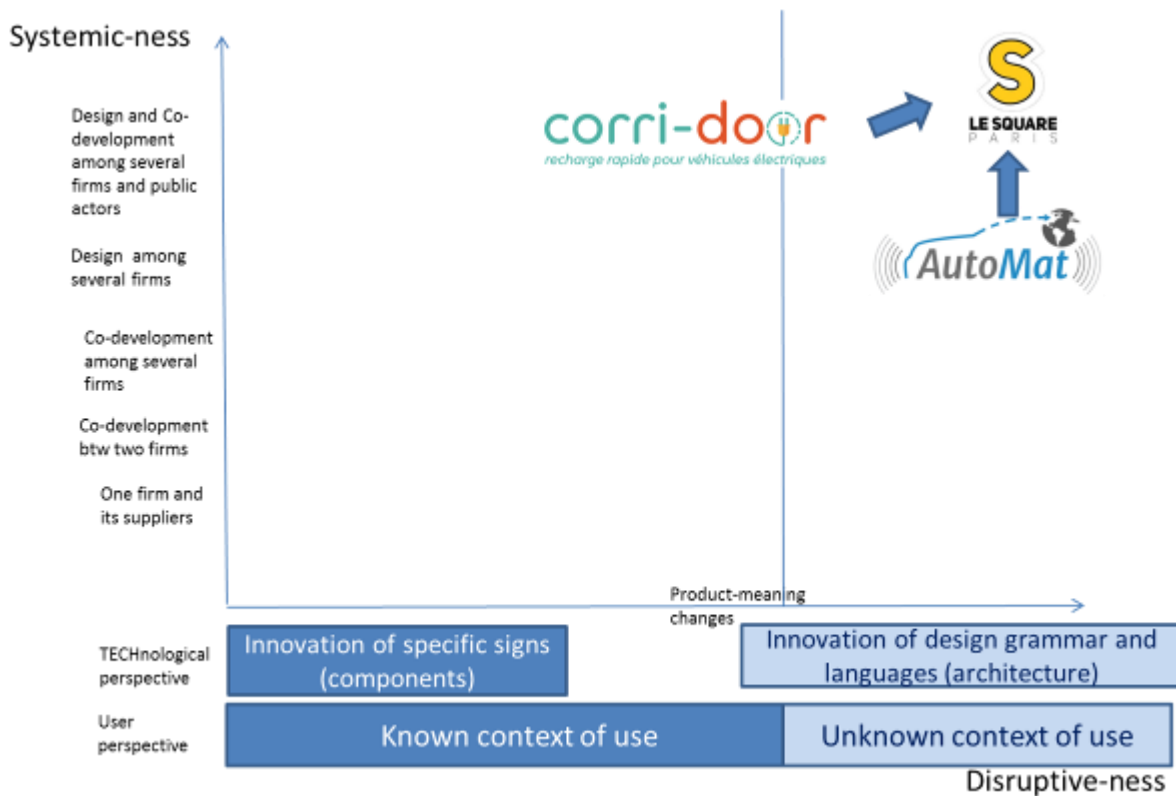 Systemic-ness
Design and Co-
development
among several
firms and public
actors
Design among
several firms
Co-development
among several
firms
Co-development
btw two firms
One firm and
its suppliers
corri-door
recharge rapide pour véhicules électriques
S
LE SQUARE
PARIS
AutoMat
Product-meaning
changes
TECHnological
perspective
Innovation of specific signs
(components)
Innovation of design grammar and
languages (architecture)
User
perspective
Known context of use
Unknown context of use
Disruptive-ness